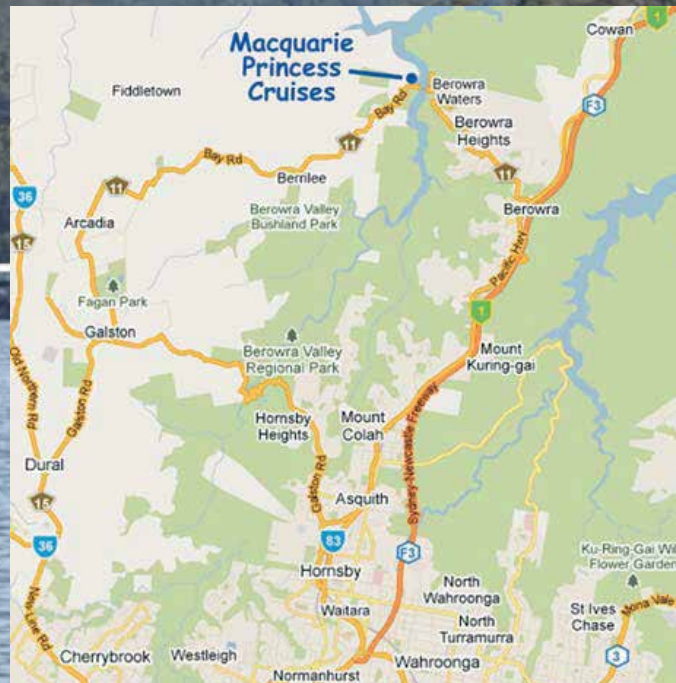 1
Cowan
Macquarie
Princess
Cruises
Fiddletown
Berowra
Waters
F3
Bay Rd
Berowra
Heights
11
Bay Rd
11
Bernlee
11
36
Berowra
15
Arcadia
Berowra Valley
Bushland Park
Pacific Hwy
Fagan Park
1
Galston
Berowra Valley
Regional Park
Mount
Kuring-gai
Old Northern Rd
Galston Rd
Hornsby
Heights
Mount
Colah
Sydney-Newcastle Freeway
Dural
Galston Rd
15
Asquith
36
83
F3
Ku-Ring-Gai Wil
Flower Garden
Hornsby
North
Wahroonga
New Line Rd
Waitara
St Ives
Chase
Mona Vale
North
Turramurra
Cherrybrook
Westleigh
Wahroonga
3
Normanhurst